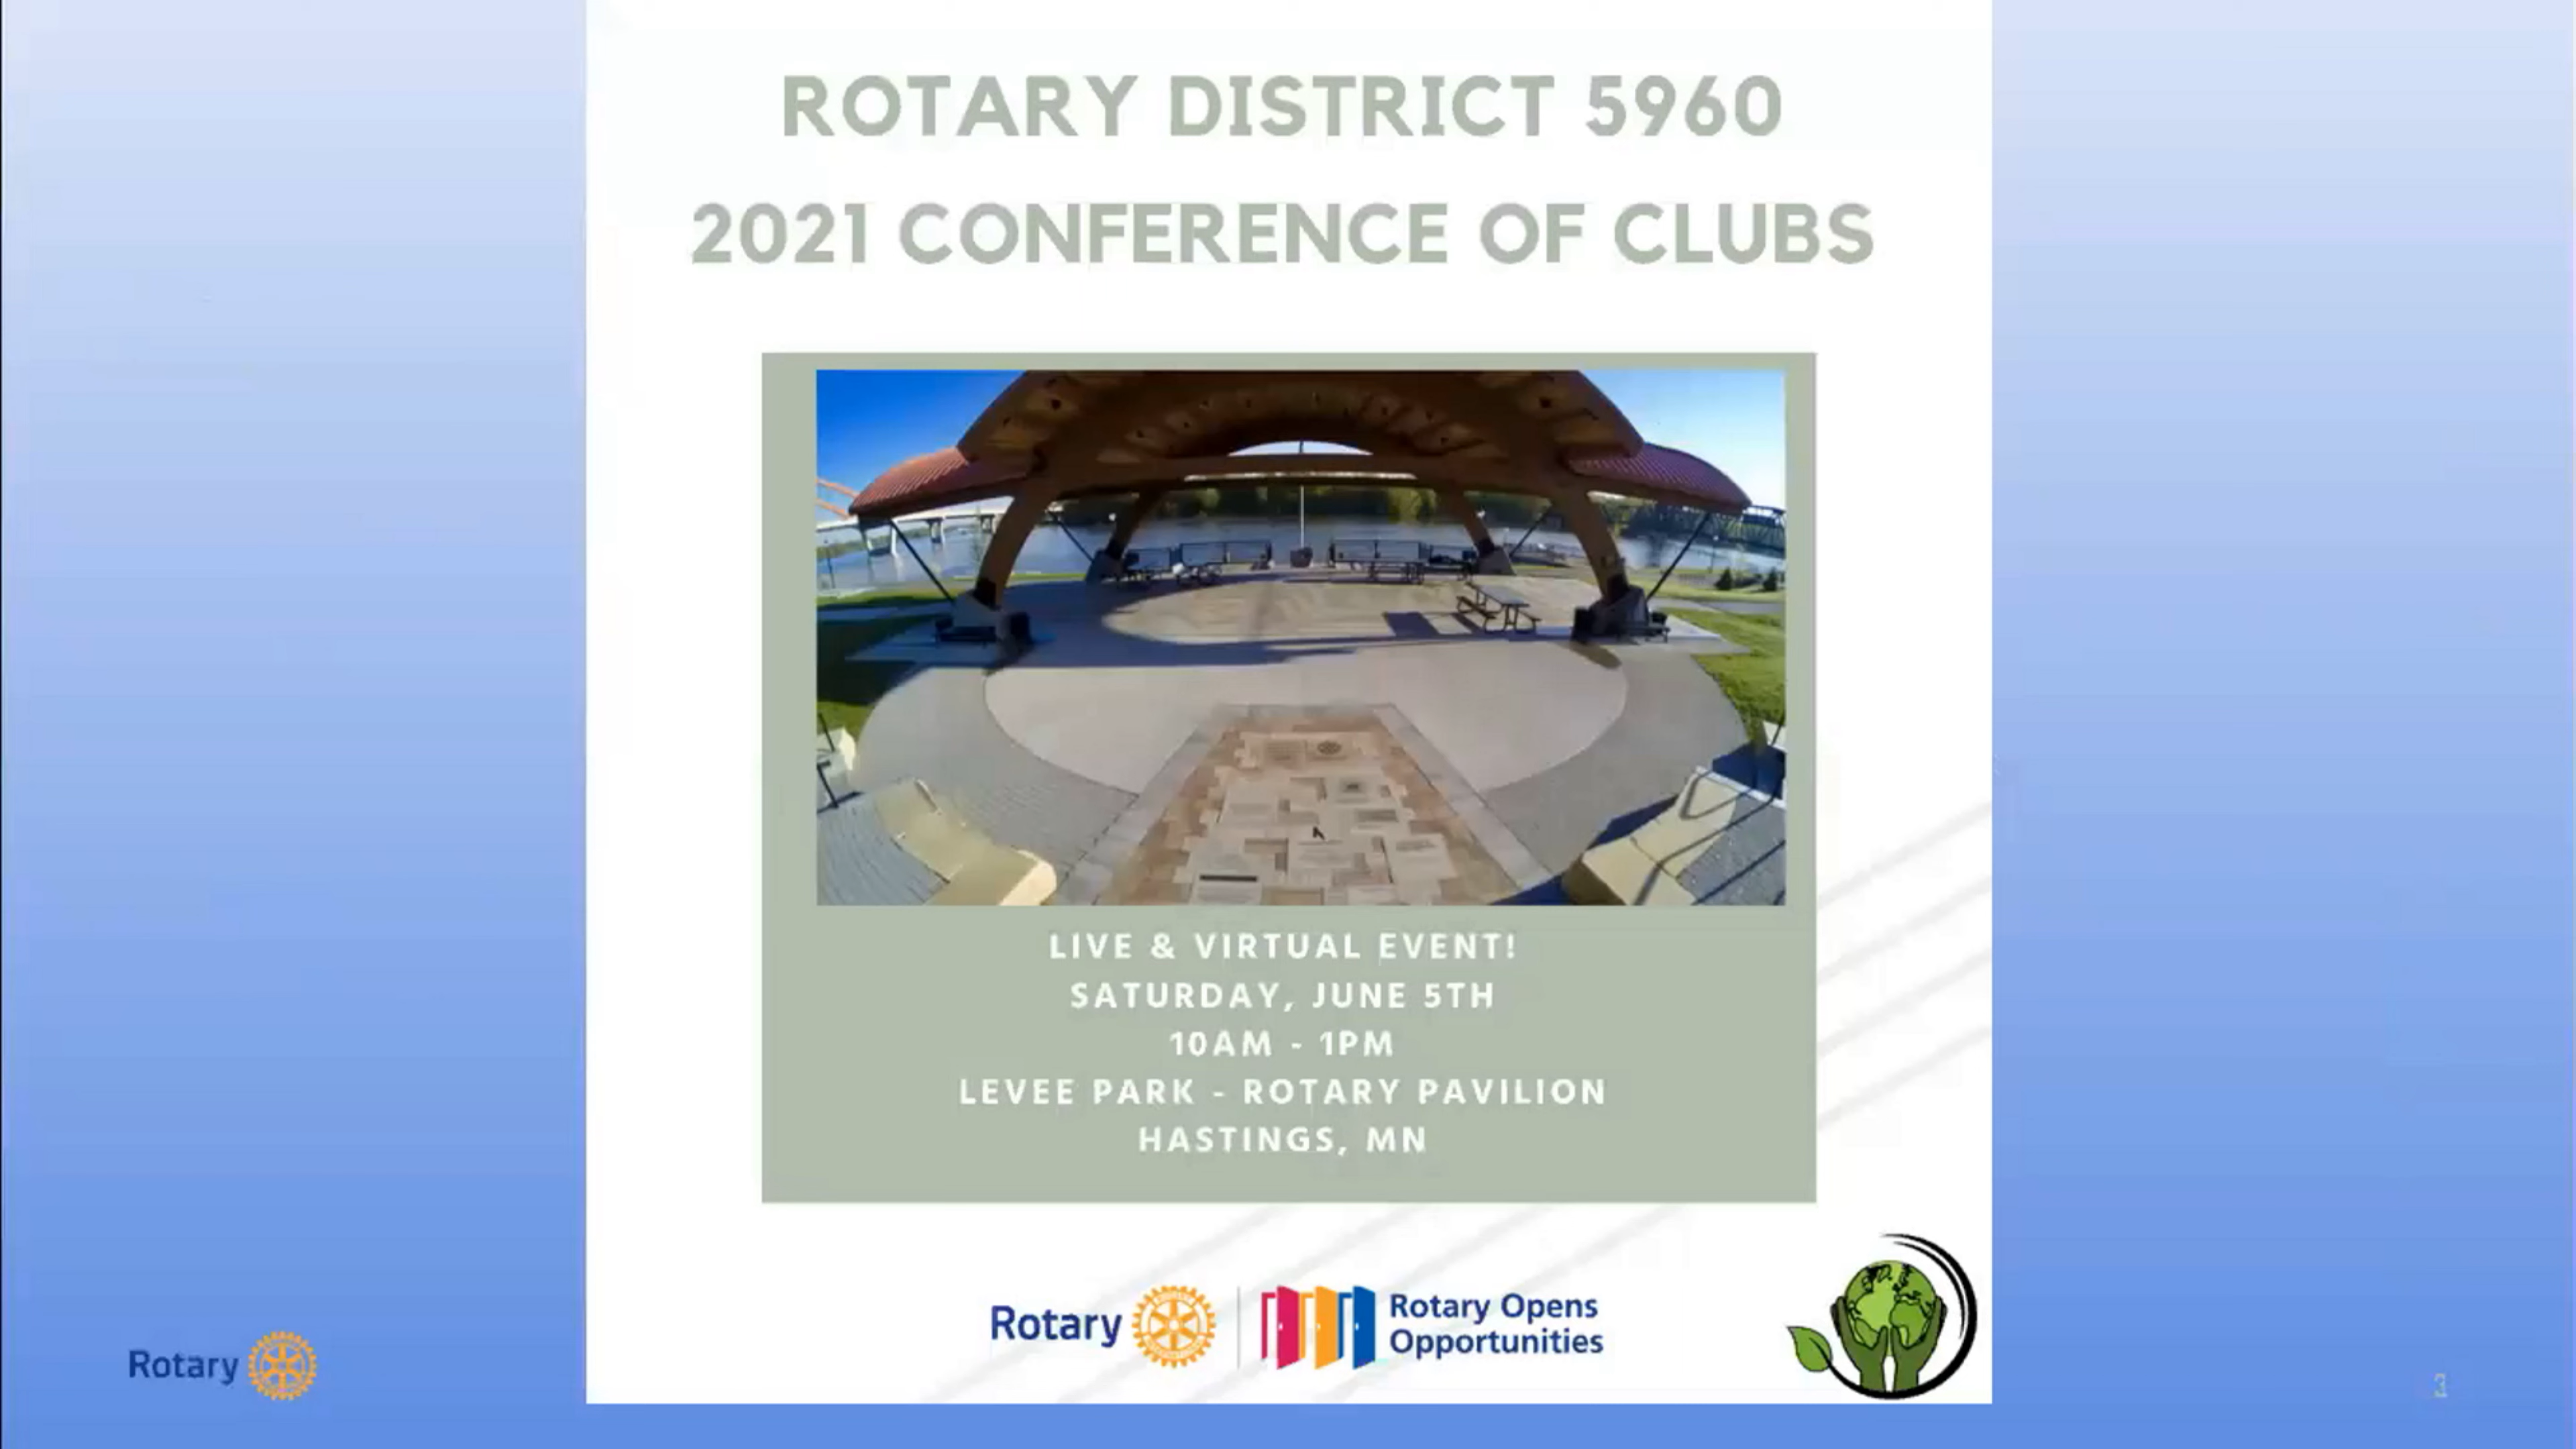 ROTARY DISTRICT 5960
2021 CONFERENCE OF CLUBS
LIVE & VIRTUAL EVENT!
SATURDAY, JUNE 5TH
10AM - 1PM
LEVEE PARK - ROTARY PAVILION
HASTINGS, MN
Rotary
Rotary Opens
Opportunities
Rotary
3